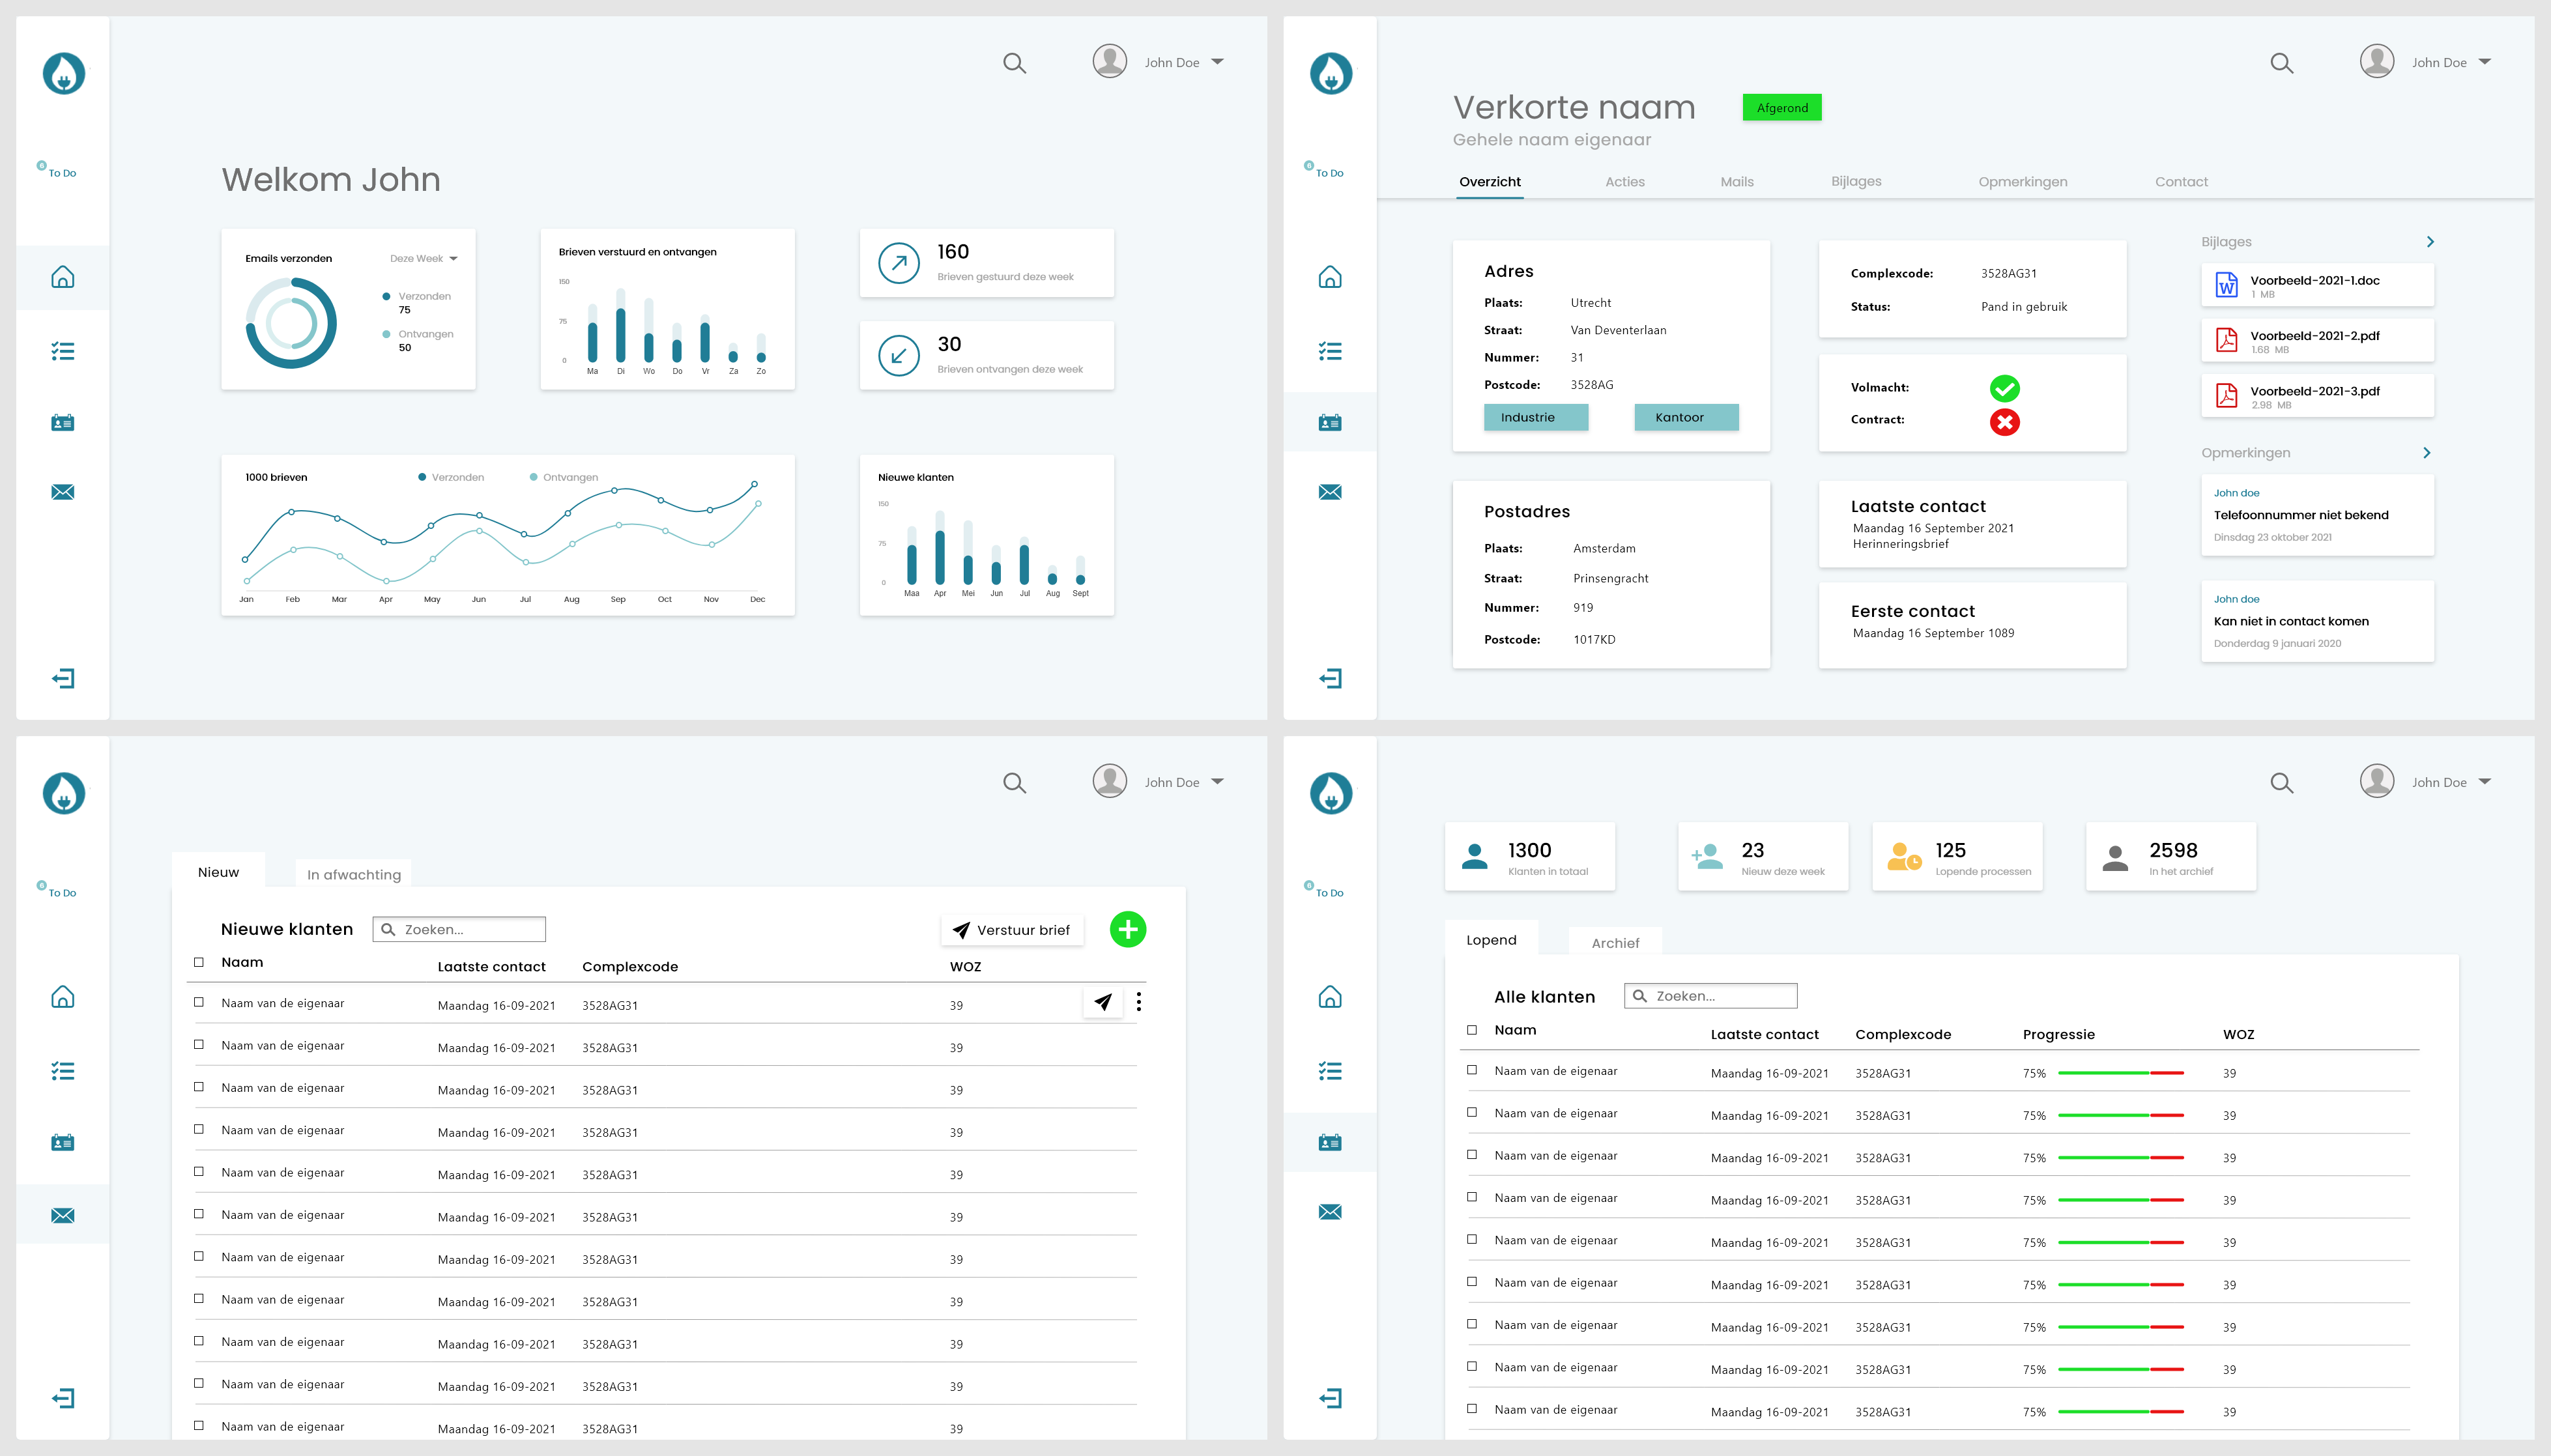 John Doe
6
To Do
Welkom John
Emails verzonden
Deze Week
Verzonden
75
Ontvangen
50
Brieven verstuurd en ontvangen
150
75
0
Ma Di Wo Do Vr Za Zo
160
Brieven gestuurd deze week
30
Brieven ontvangen deze week
1000 brieven
Verzonden
Ontvangen
Jan Feb Mar Apr May Jun Jul Aug Sep Oct Nov Dec
Nieuwe klanten
150
75
0
Maa Apr Mei Jun Jul Aug Sept
John Doe
6
To Do
Verkorte naam
Afgerond
Gehele naam eigenaar
Overzicht Acties Mails Bijlages Opmerkingen Contact
Adres
Plaats: Utrecht
Straat: Van Deventerlaan
Nummer: 31
Postcode: 3528AG
Industrie Kantoor
Postadres
Plaats: Amsterdam
Straat: Prinsengracht
Nummer: 919
Postcode: 1017KD
Complexcode: 3528AG31
Status: Pand in gebruik
Volmacht:
Contract:
Laatste contact
Maandag 16 September 2021
Herinneringsbrief
Eerste contact
Maandag 16 September 1089
Bijlages
W
Voorbeeld-2021-1.doc
1 MB
Voorbeeld-2021-2.pdf
1.68 MB
Voorbeeld-2021-3.pdf
2.98 MB
Opmerkingen
John doe
Telefoonnummer niet bekend
Dinsdag 23 oktober 2021
John doe
Kan niet in contact komen
Donderdag 9 januari 2020
John Doe
6
To Do
Nieuw
In afwachting
Nieuwe klanten
Zoeken...
Verstuur brief
Naam Laatste contact Complexcode WOZ
Naam van de eigenaar Maandag 16-09-2021 3528AG31 39
Naam van de eigenaar Maandag 16-09-2021 3528AG31 39
Naam van de eigenaar Maandag 16-09-2021 3528AG31 39
Naam van de eigenaar Maandag 16-09-2021 3528AG31 39
Naam van de eigenaar Maandag 16-09-2021 3528AG31 39
Naam van de eigenaar Maandag 16-09-2021 3528AG31 39
Naam van de eigenaar Maandag 16-09-2021 3528AG31 39
Naam van de eigenaar Maandag 16-09-2021 3528AG31 39
Naam van de eigenaar Maandag 16-09-2021 3528AG31 39
Naam van de eigenaar Maandag 16-09-2021 3528AG31 39
Naam van de eigenaar Maandag 16-09-2021 3528AG31 39
John Doe
6
To Do
1300
Klanten in totaal
23
Nieuw deze week
125
Lopende processen
2598
In het archief
Lopend
Archief
Alle klanten
Zoeken...
Naam Laatste contact Complexcode Progressie WOZ
Naam van de eigenaar Maandag 16-09-2021 3528AG31 75% 39
Naam van de eigenaar Maandag 16-09-2021 3528AG31 75% 39
Naam van de eigenaar Maandag 16-09-2021 3528AG31 75% 39
Naam van de eigenaar Maandag 16-09-2021 3528AG31 75% 39
Naam van de eigenaar Maandag 16-09-2021 3528AG31 75% 39
Naam van de eigenaar Maandag 16-09-2021 3528AG31 75% 39
Naam van de eigenaar Maandag 16-09-2021 3528AG31 75% 39
Naam van de eigenaar Maandag 16-09-2021 3528AG31 75% 39
Naam van de eigenaar Maandag 16-09-2021 3528AG31 75% 39